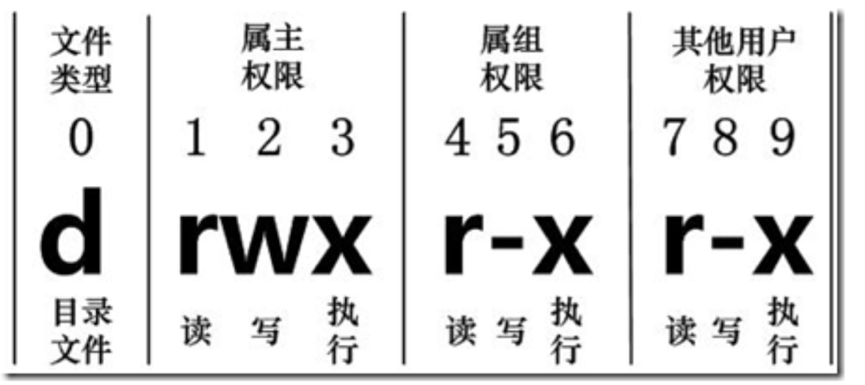 文件 属主 属组 其他用户
类型 权限 权限 权限
0 1 2 3 4 5 6 7 8 9
d rwx r-x r-x
目录 读 写 执 读 写 执 读 写 执
文件 行 行 行